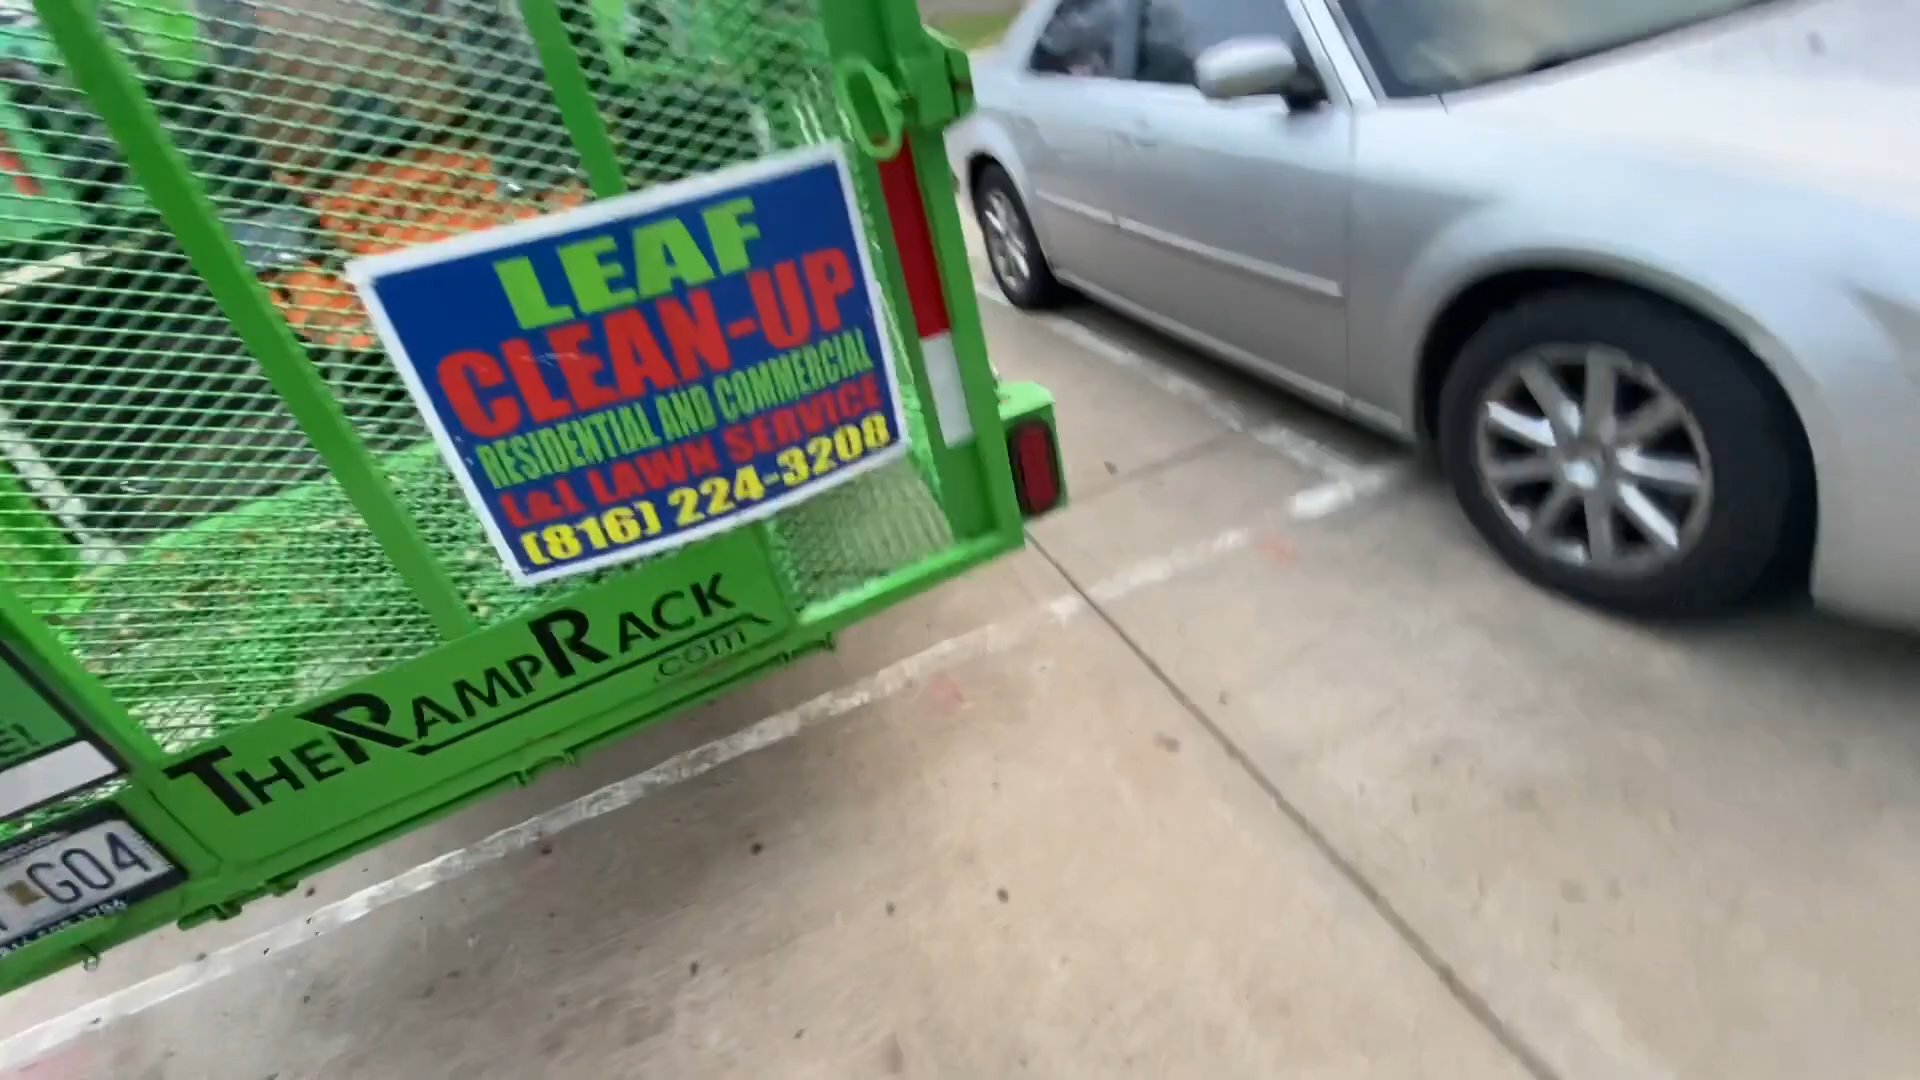 LEAF
CLEAN-UP
RESIDENTIAL AND COMMERCIAL
L&L LAWN SERVICE
(816) 224-3208
THERAMPRACK
.com
E!
G04